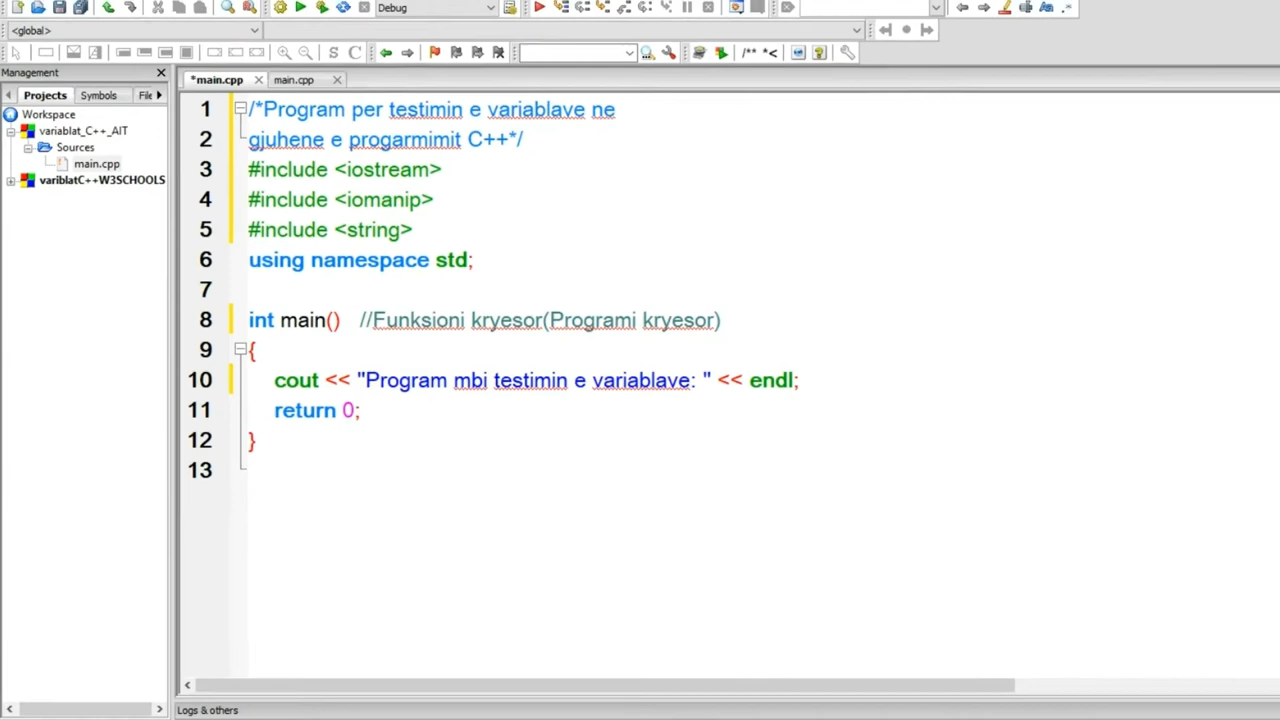 Debug
<global>
S C
/** *<
Management
*main.cpp
main.cpp
Projects
Symbols
File
Workspace
variablat_C++_AIT
Sources
main.cpp
variblatC++W3SCHOOLS
1 /*Program per testimin e variablave ne
2 gjuhene e progarmimit C++*/
3 #include <iostream>
4 #include <iomanip>
5 #include <string>
6 using namespace std;
7
8 int main() //Funksioni kryesor(Programi kryesor)
9 {
10 cout << "Program mbi testimin e variablave: " << endl;
11 return 0;
12 }
13
Logs & others